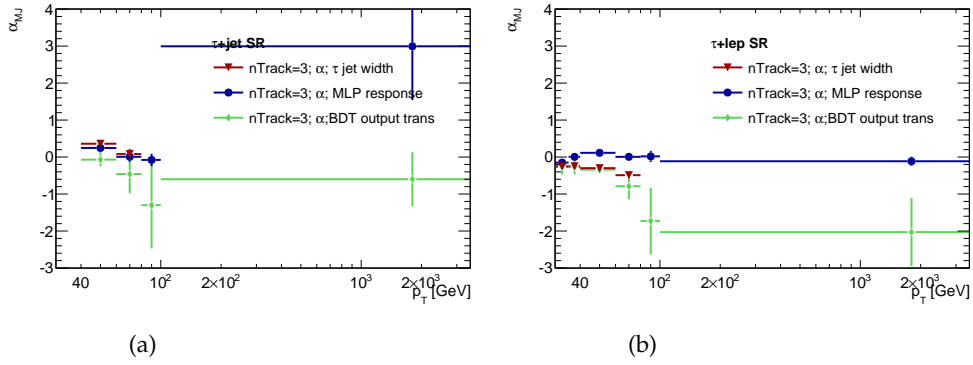 α_MJ
4
3
2
1
0
-1
-2
-3
τ+jet SR
nTrack=3; α; τ jet width
nTrack=3; α; MLP response
nTrack=3; α;BDT output trans
40
10²
2×10²
10³
2×10³
p_T [GeV]
(a)
α_MJ
4
3
2
1
0
-1
-2
-3
τ+lep SR
nTrack=3; α; τ jet width
nTrack=3; α; MLP response
nTrack=3; α;BDT output trans
40
10²
2×10²
10³
2×10³
p_T [GeV]
(b)